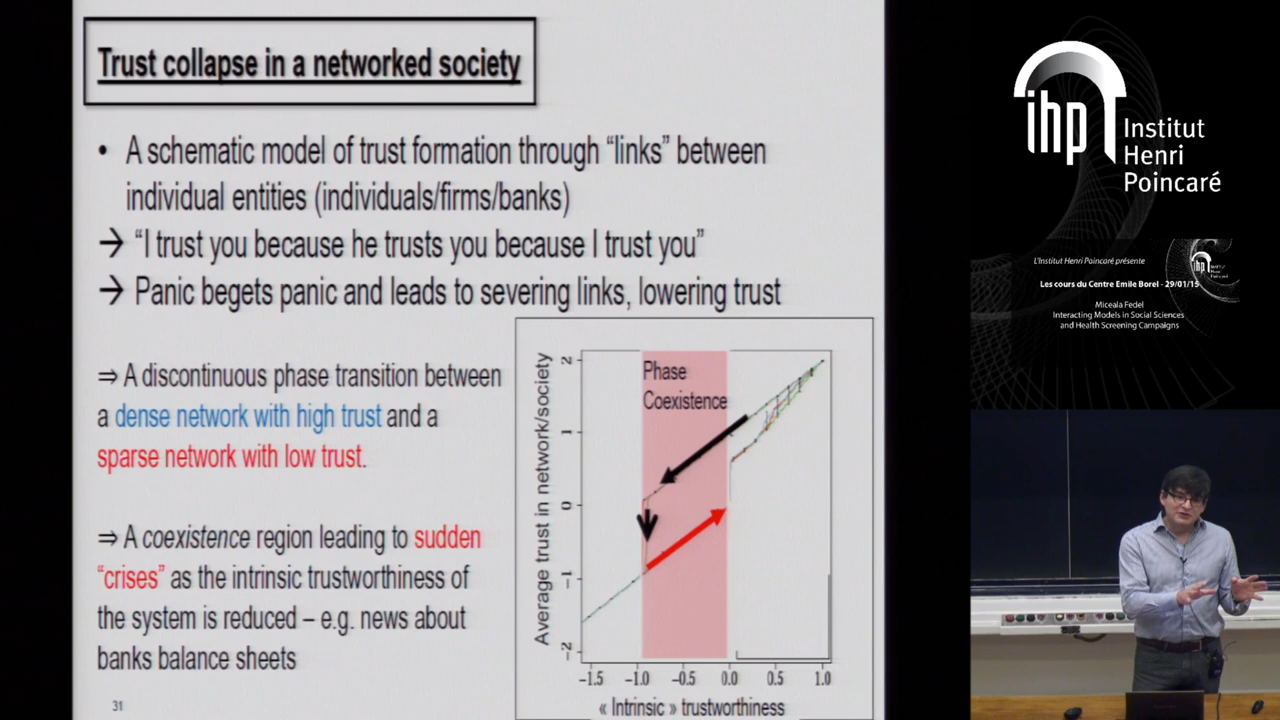 Trust collapse in a networked society
• A schematic model of trust formation through “links” between
individual entities (individuals/firms/banks)
→ “I trust you because he trusts you because I trust you”
→ Panic begets panic and leads to severing links, lowering trust
⇒ A discontinuous phase transition between
a dense network with high trust and a
sparse network with low trust.
⇒ A coexistence region leading to sudden
“crises” as the intrinsic trustworthiness of
the system is reduced – e.g. news about
banks balance sheets
31
Phase
Coexistence
Average trust in network/society
2
1
0
-1
-2
-1.5 -1.0 -0.5 0.0 0.5 1.0
« Intrinsic » trustworthiness
ihp
Institut
Henri
Poincaré
L'Institut Henri Poincaré présente
Les cours du Centre Emile Borel - 29/01/15
Miceala Fedel
Interacting Models in Social Sciences
and Health Screening Campaigns
ihp